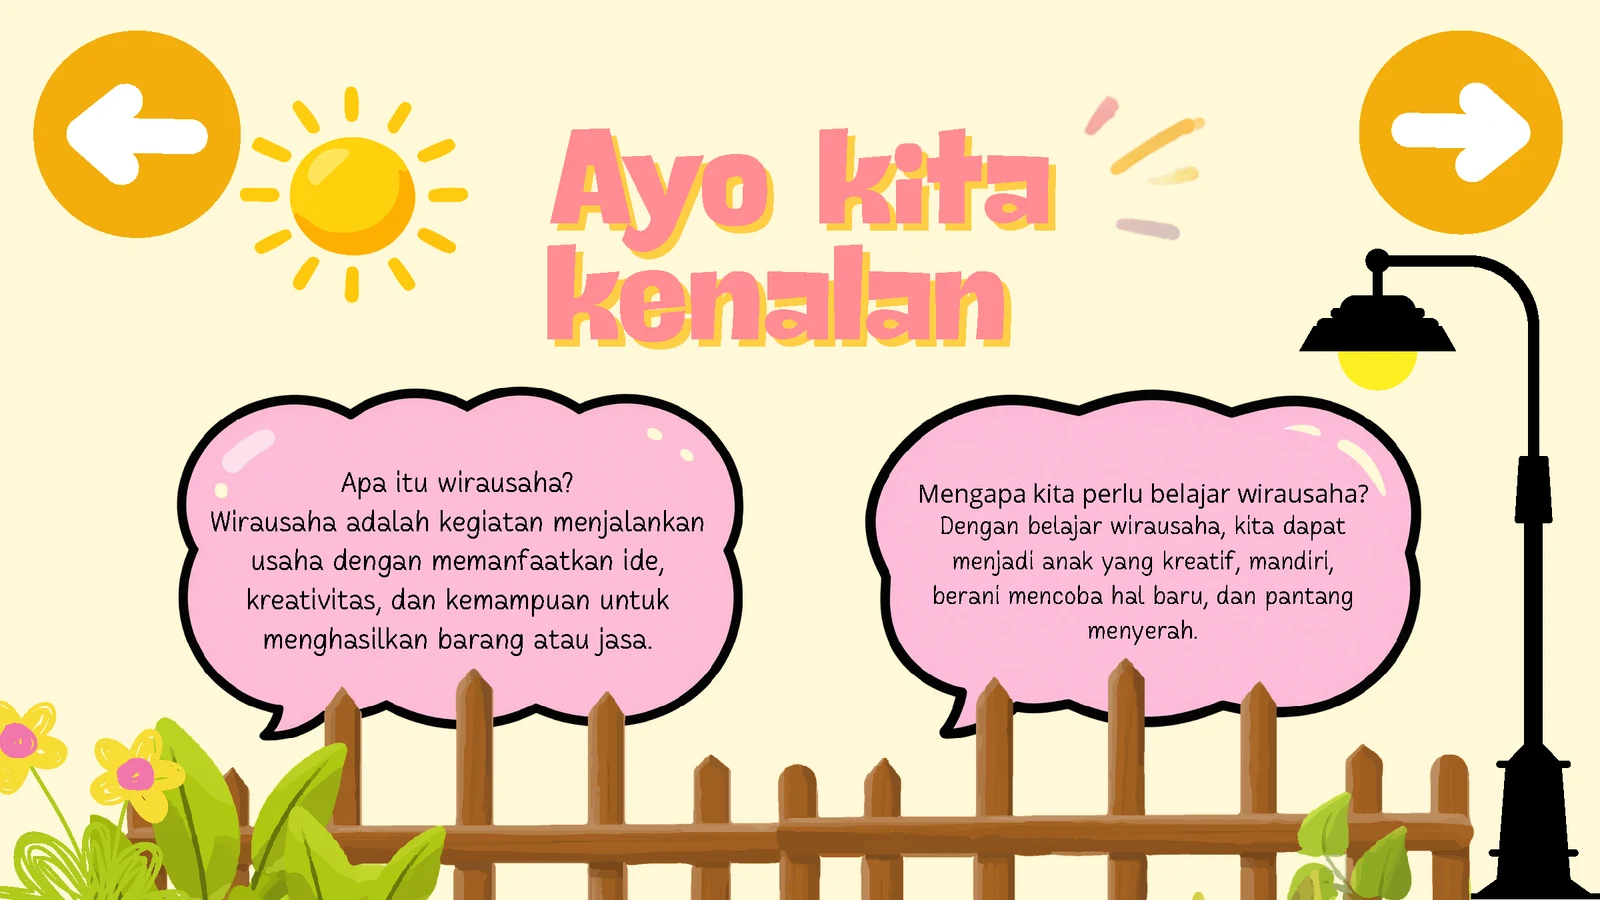 Ayo kita
kenalan
Apa itu wirausaha?
Wirausaha adalah kegiatan menjalankan
usaha dengan memanfaatkan ide,
kreativitas, dan kemampuan untuk
menghasilkan barang atau jasa.
Mengapa kita perlu belajar wirausaha?
Dengan belajar wirausaha, kita dapat
menjadi anak yang kreatif, mandiri,
berani mencoba hal baru, dan pantang
menyerah.